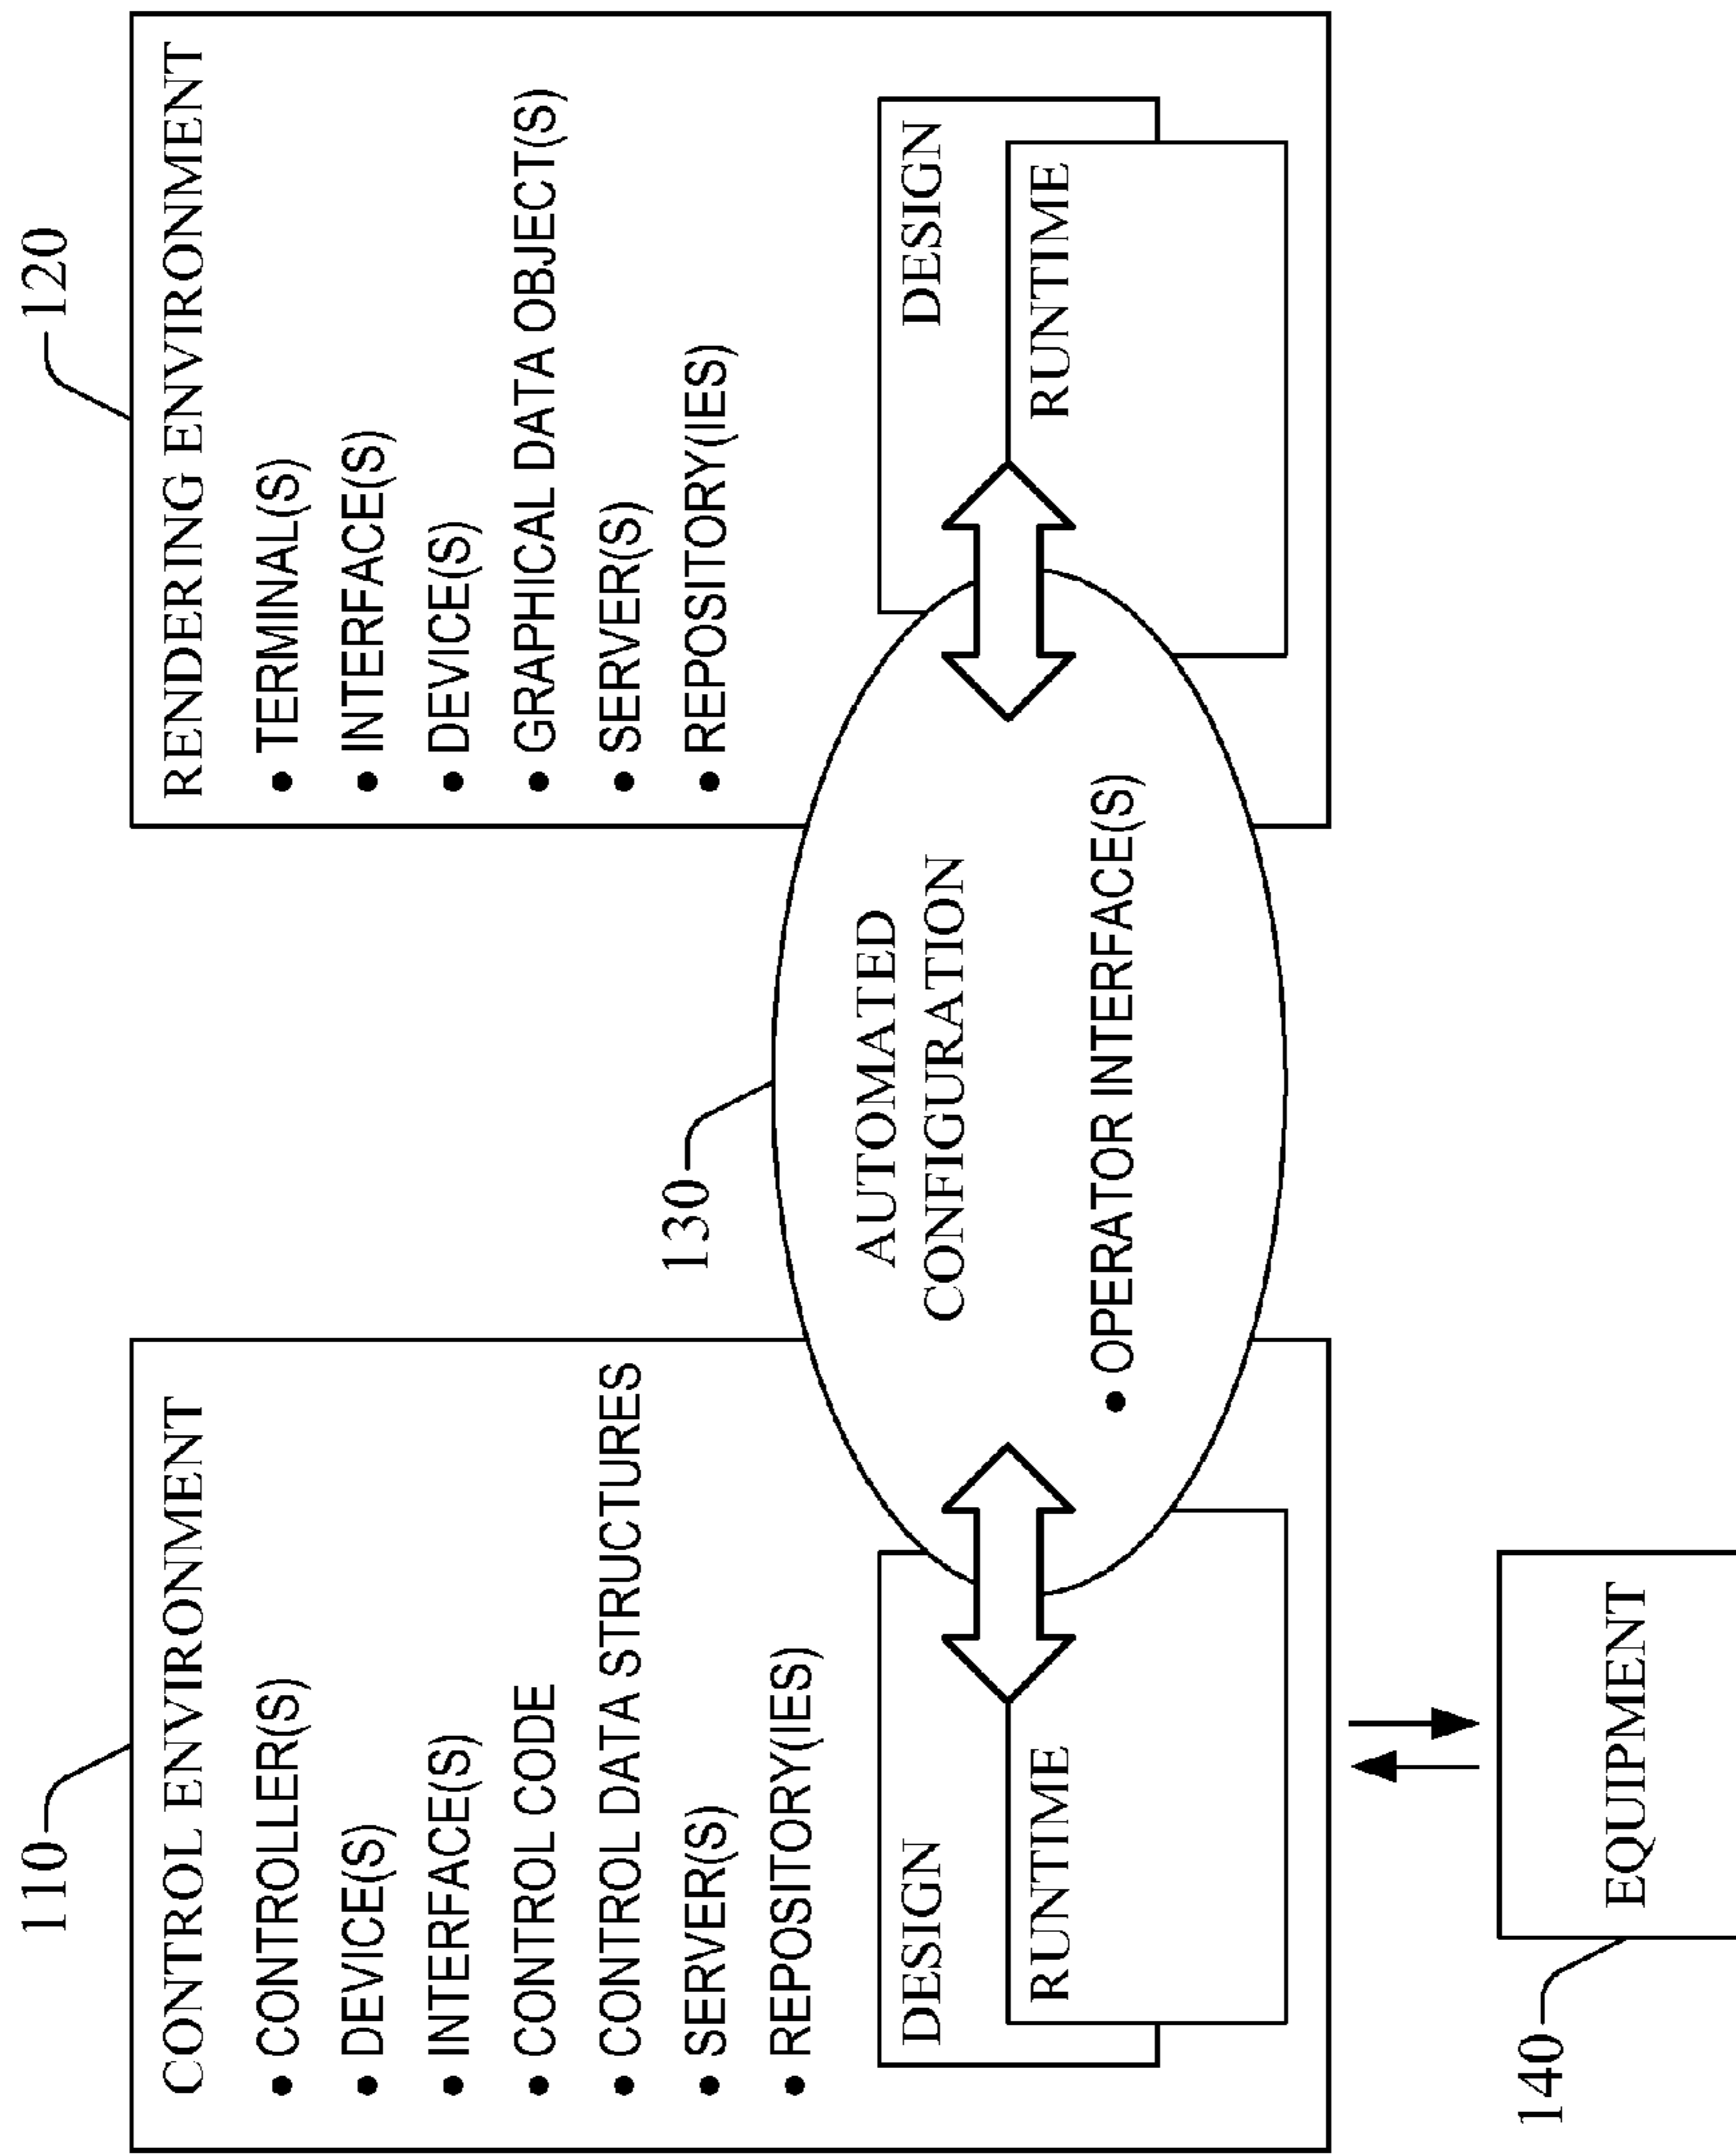 110
CONTROL ENVIRONMENT
• CONTROLLER(S)
• DEVICE(S)
• INTERFACE(S)
• CONTROL CODE
• CONTROL DATA STRUCTURES
• SERVER(S)
• REPOSITORY(IES)
DESIGN
RUNTIME
120
RENDERING ENVIRONMENT
• TERMINAL(S)
• INTERFACE(S)
• DEVICE(S)
• GRAPHICAL DATA OBJECT(S)
• SERVER(S)
• REPOSITORY(IES)
DESIGN
RUNTIME
130
AUTOMATED
CONFIGURATION
• OPERATOR INTERFACE(S)
140
EQUIPMENT